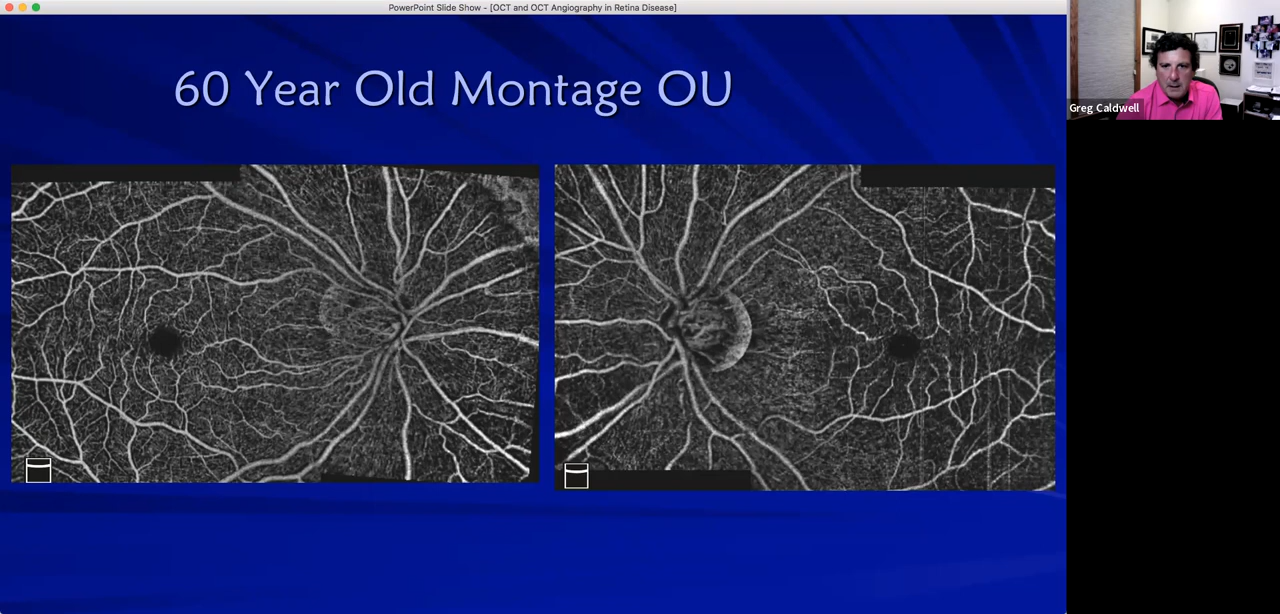 PowerPoint Slide Show - [OCT and OCT Angiography in Retina Disease]
60 Year Old Montage OU
Greg Caldwell